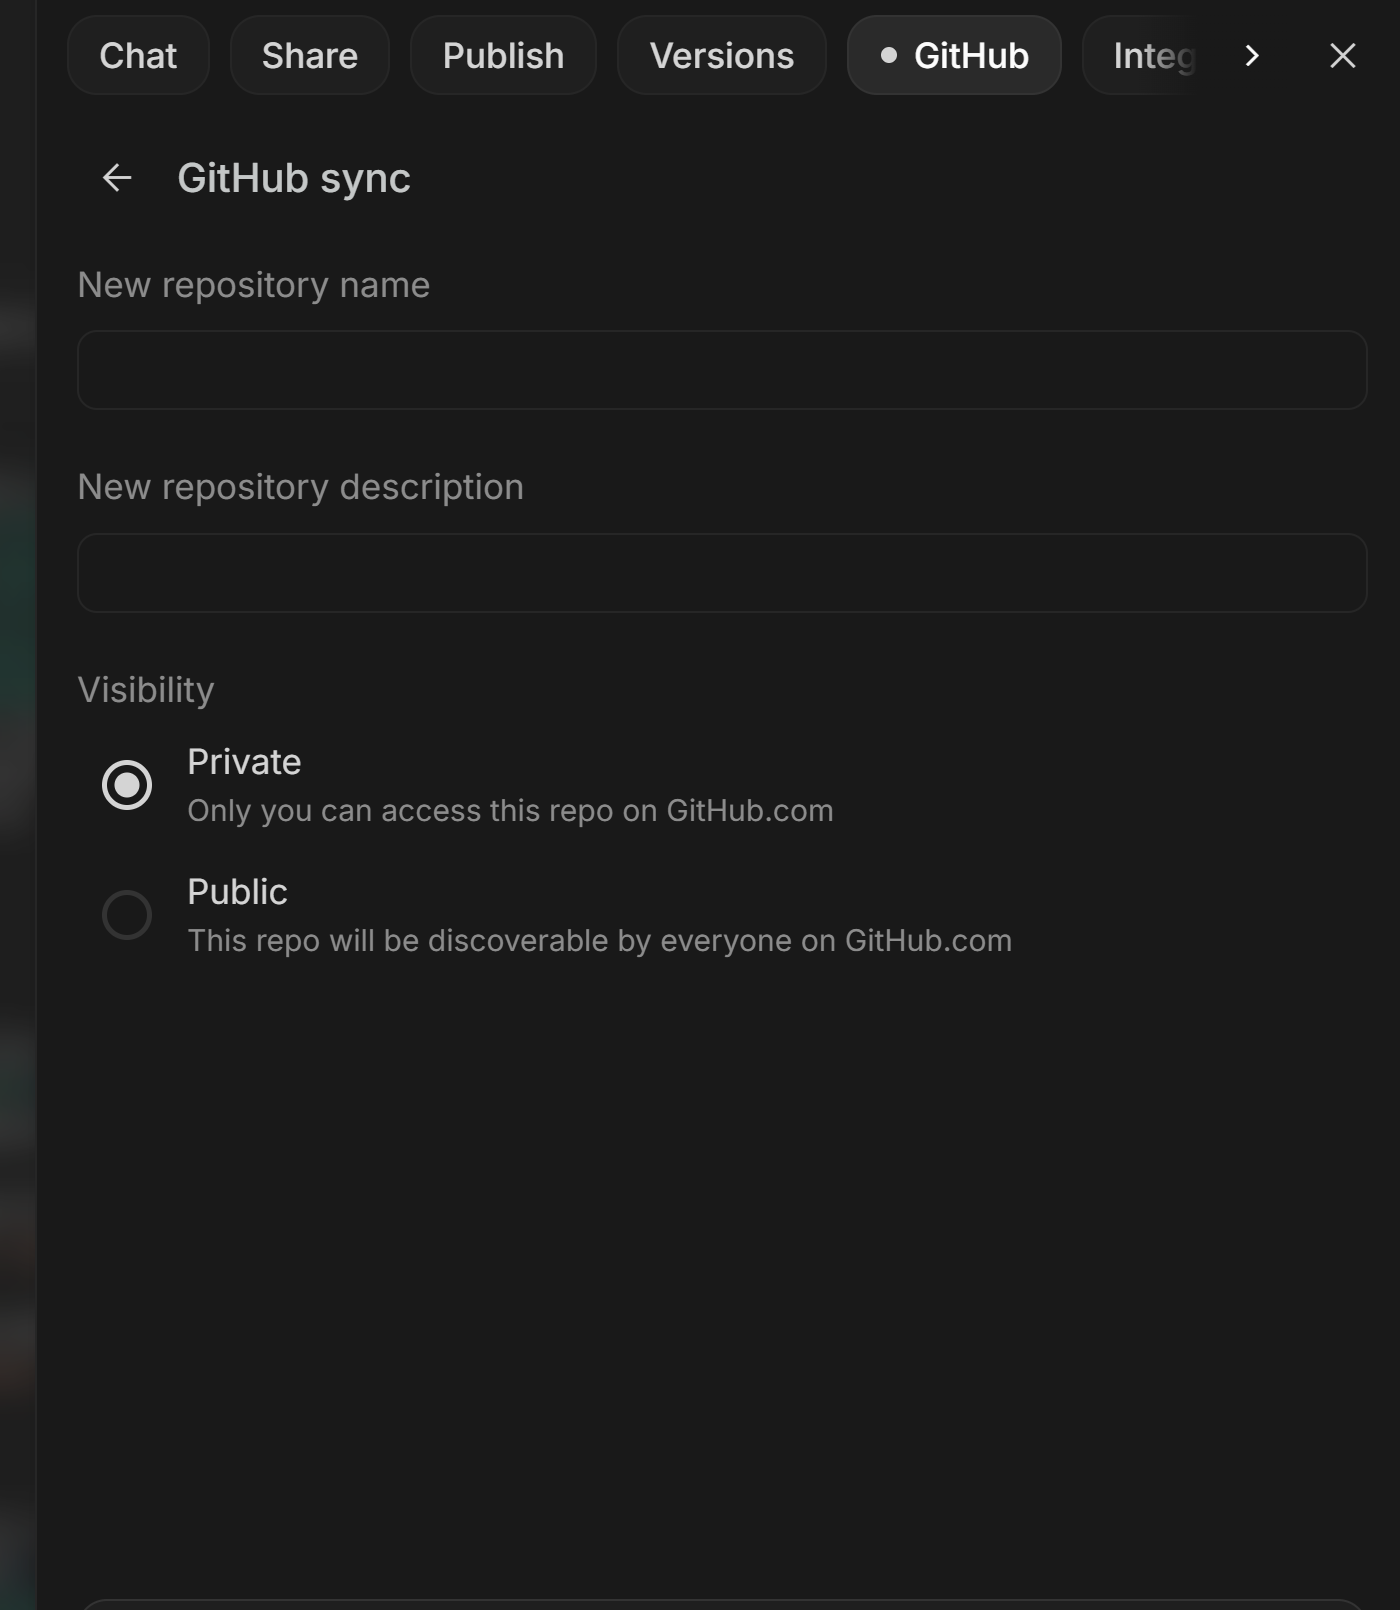 Chat Share Publish Versions GitHub Integ
GitHub sync
New repository name
New repository description
Visibility
Private
Only you can access this repo on GitHub.com
Public
This repo will be discoverable by everyone on GitHub.com